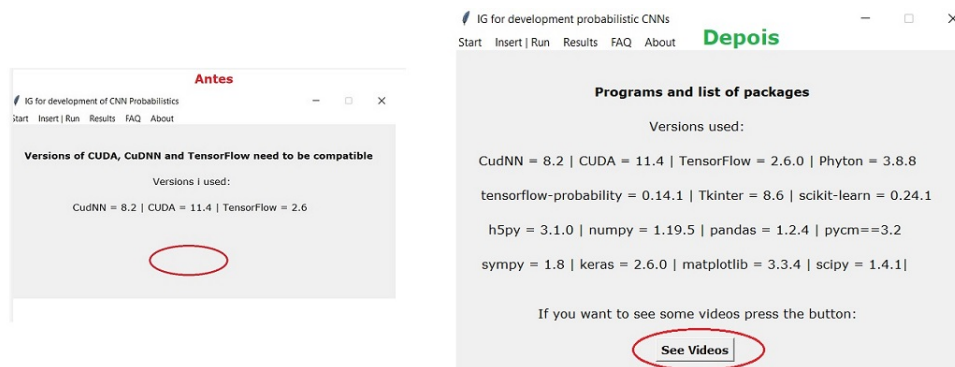 Antes
IG for development of CNN Probabilistics
Start Insert | Run Results FAQ About
Versions of CUDA, CuDNN and TensorFlow need to be compatible
Versions i used:
CudNN = 8.2 | CUDA = 11.4 | TensorFlow = 2.6
IG for development probabilistic CNNs
Start Insert | Run Results FAQ About
Depois
Programs and list of packages
Versions used:
CudNN = 8.2 | CUDA = 11.4 | TensorFlow = 2.6.0 | Phyton = 3.8.8
tensorflow-probability = 0.14.1 | Tkinter = 8.6 | scikit-learn = 0.24.1
h5py = 3.1.0 | numpy = 1.19.5 | pandas = 1.2.4 | pycm==3.2
sympy = 1.8 | keras = 2.6.0 | matplotlib = 3.3.4 | scipy = 1.4.1|
If you want to see some videos press the button:
See Videos